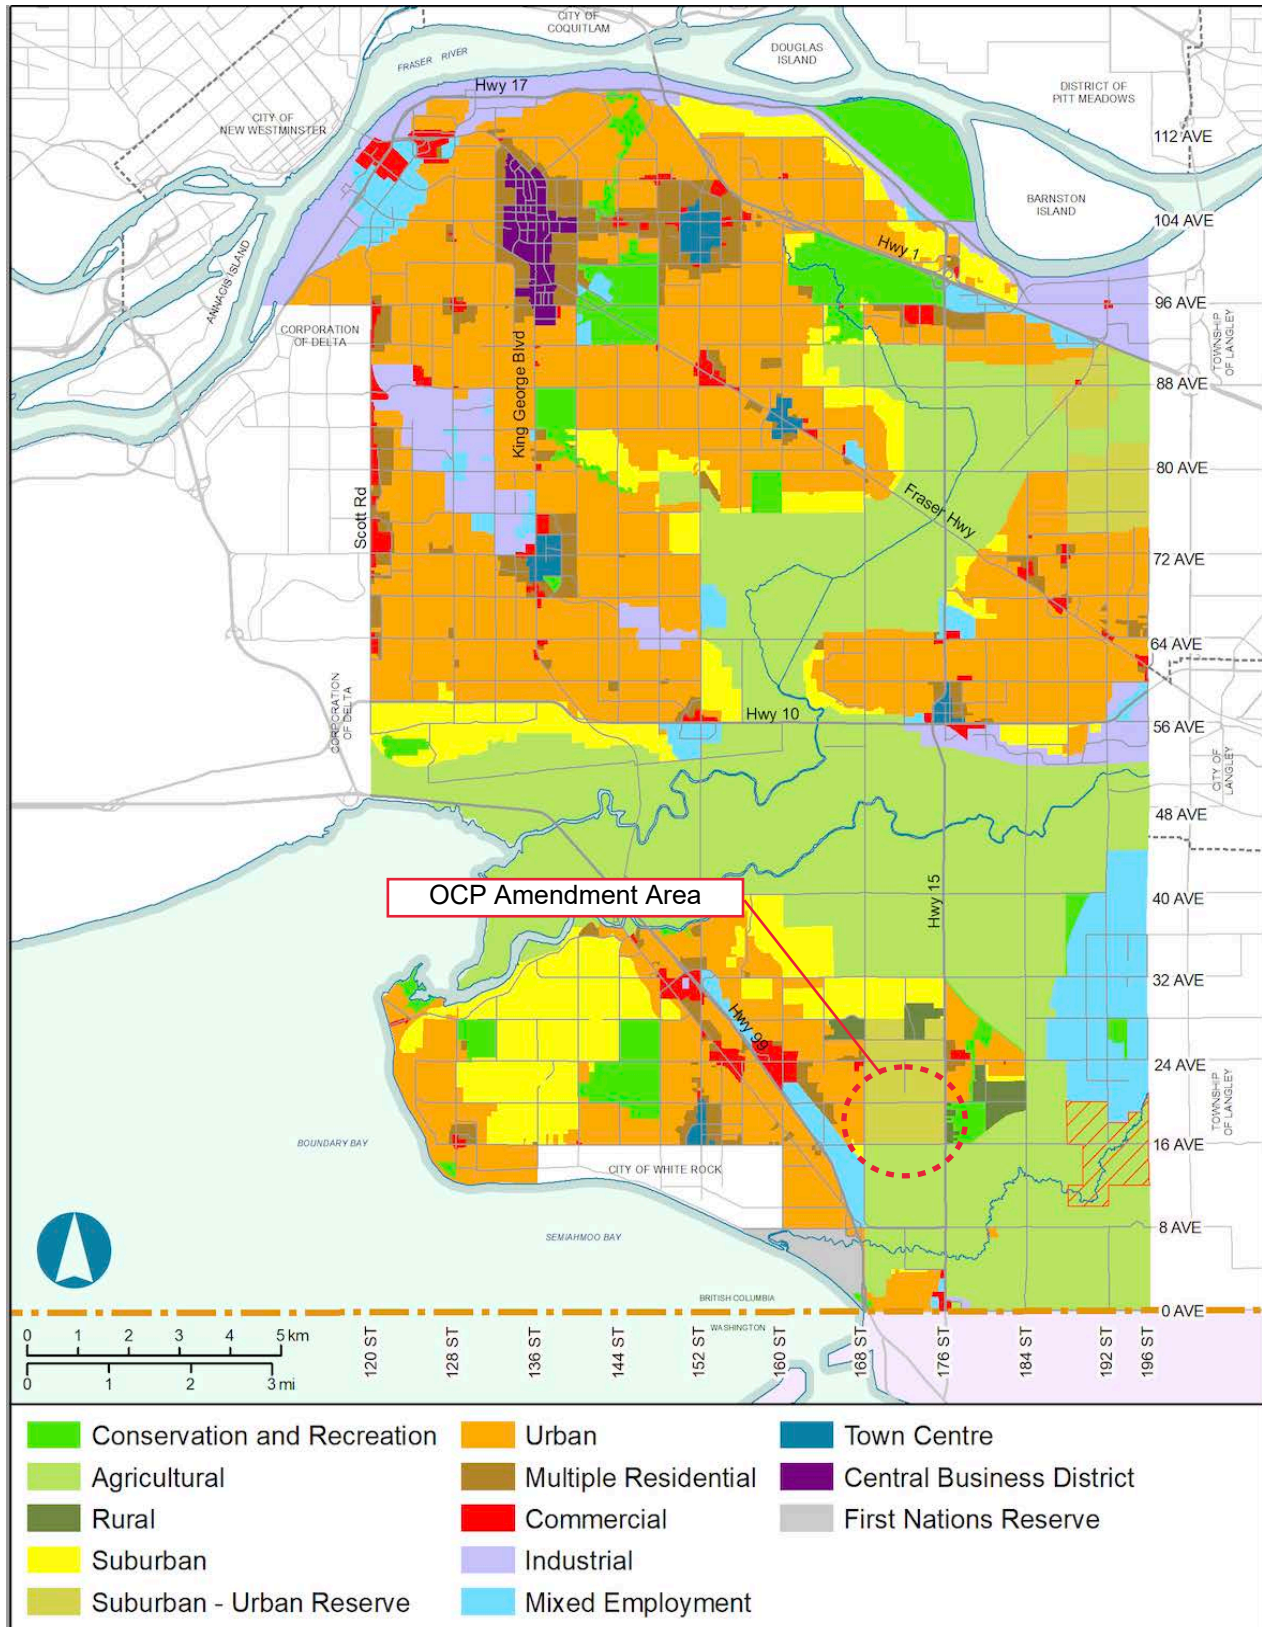 CITY OF
COQUITLAM
DOUGLAS
ISLAND
FRASER RIVER
Hwy 17
DISTRICT OF
PITT MEADOWS
CITY OF
NEW WESTMINSTER
112 AVE
BARNSTON
ISLAND
104 AVE
Hwy 1
ANNACIS ISLAND
96 AVE
CORPORATION
OF DELTA
TOWNSHIP
OF LANGLEY
88 AVE
King George Blvd
80 AVE
Scott Rd
Fraser Hwy
72 AVE
64 AVE
CORPORATION
OF DELTA
Hwy 10
56 AVE
CITY OF
LANGLEY
48 AVE
OCP Amendment Area
Hwy 15
40 AVE
32 AVE
Hwy 99
24 AVE
TOWNSHIP
OF LANGLEY
BOUNDARY BAY
16 AVE
CITY OF WHITE ROCK
8 AVE
SEMIAHMOO BAY
BRITISH COLUMBIA
0 AVE
WASHINGTON
0 1 2 3 4 5 km
0 1 2 3 mi
120 ST
128 ST
136 ST
144 ST
152 ST
160 ST
168 ST
176 ST
184 ST
192 ST
196 ST
Conservation and Recreation
Agricultural
Rural
Suburban
Suburban - Urban Reserve
Urban
Multiple Residential
Commercial
Industrial
Mixed Employment
Town Centre
Central Business District
First Nations Reserve